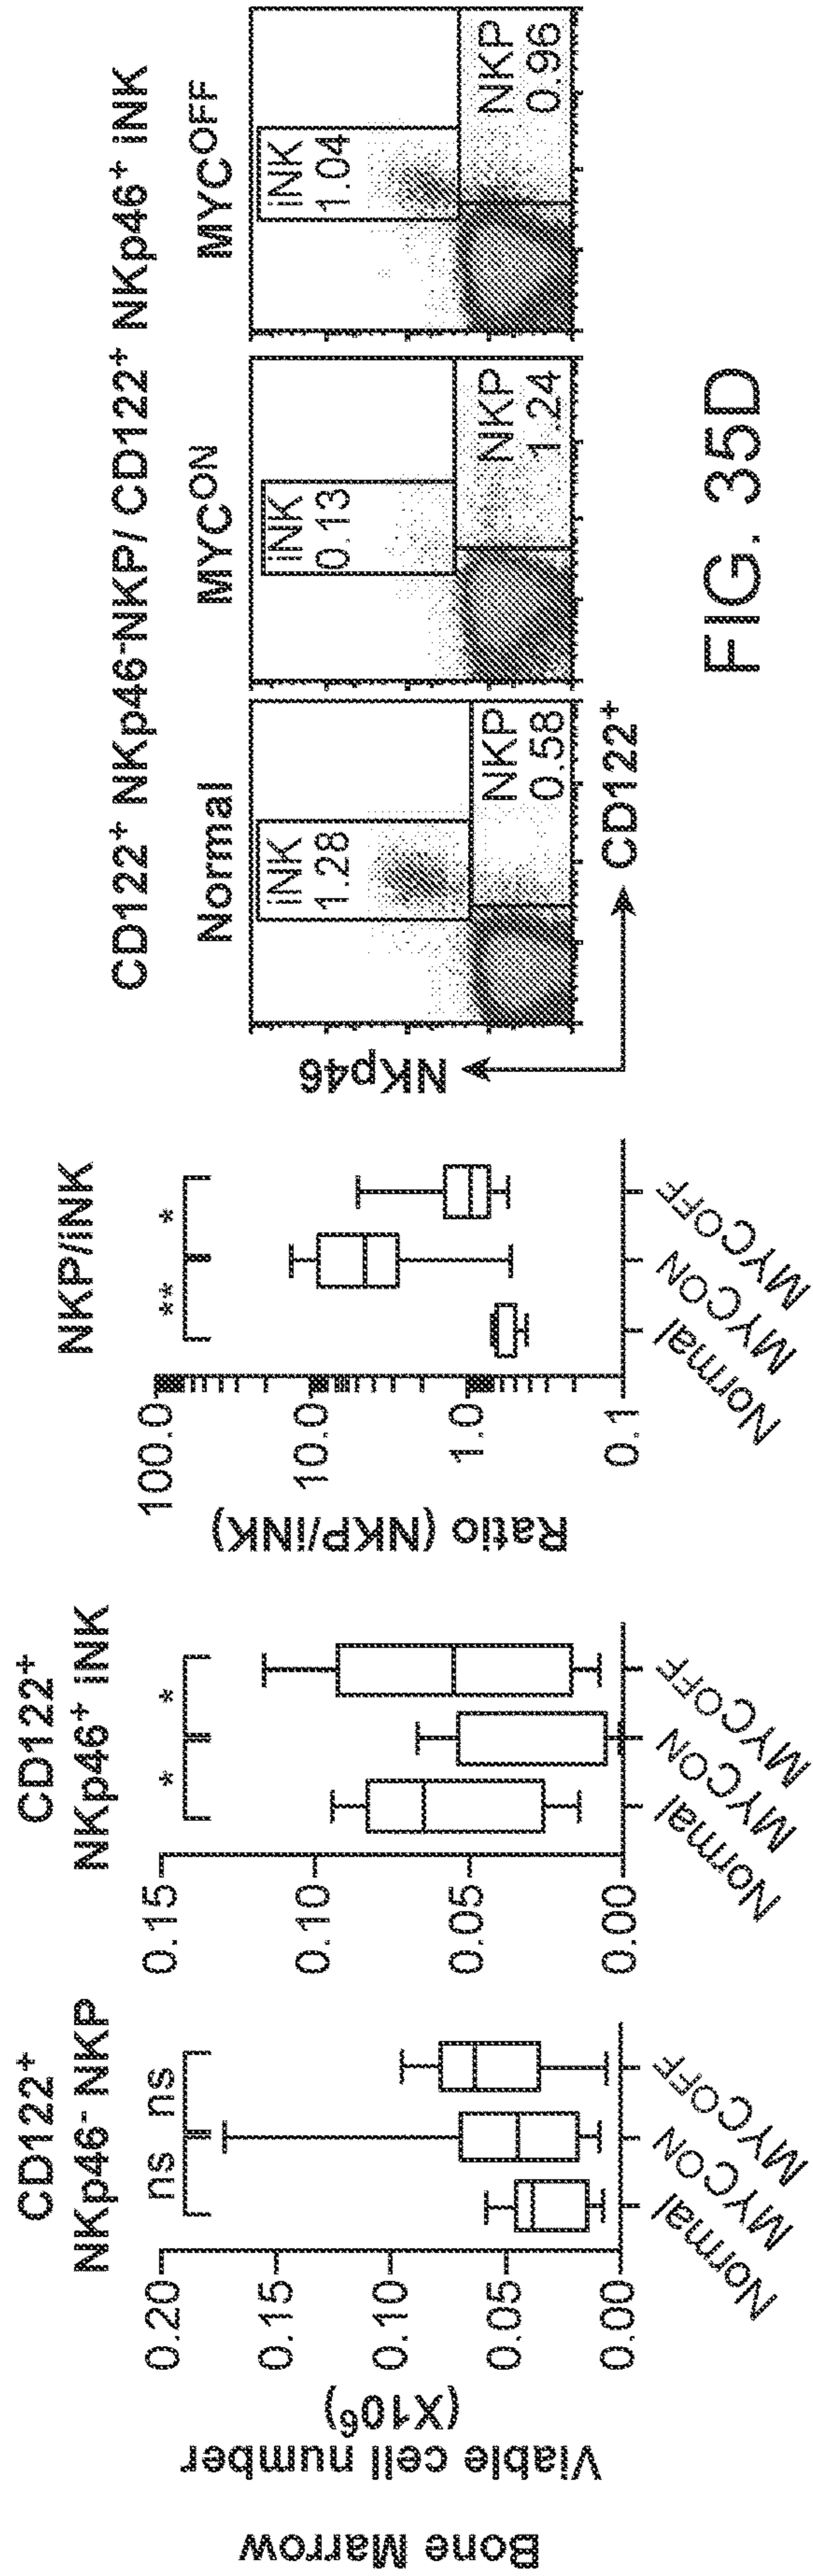 Bone Marrow
Viable cell number
(X10⁶)
CD122⁺
NKp46⁻ NKP
ns ns
0.20
0.15
0.10
0.05
0.00
Normal
MYCON
MYCOFF
CD122⁺
NKp46⁺ iNK
* *
0.15
0.10
0.05
0.00
Normal
MYCON
MYCOFF
NKP/iNK
** *
Ratio (NKP/iNK)
100.0
10.0
1.0
0.1
Normal
MYCON
MYCOFF
CD122⁺ NKp46⁻NKP/ CD122⁺ NKp46⁺ iNK
Normal
MYCᴼᴺ
MYCᴼFF
iNK
1.28
NKP
0.58
iNK
0.13
NKP
1.24
iNK
1.04
NKP
0.96
NKp46
CD122⁺
FIG. 35D